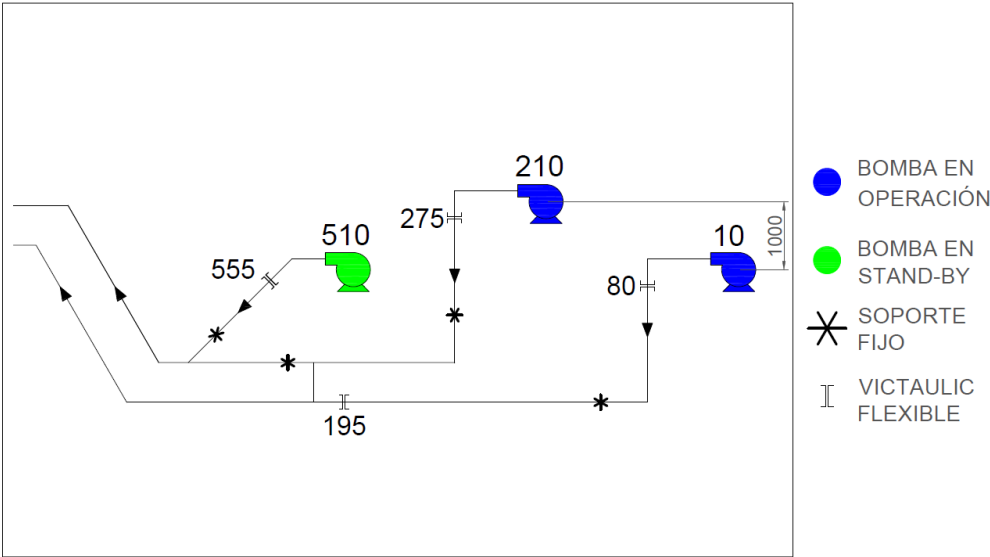 210
275
510
10
1000
555
80
195
BOMBA EN
OPERACIÓN
BOMBA EN
STAND-BY
SOPORTE
FIJO
VICTAULIC
FLEXIBLE